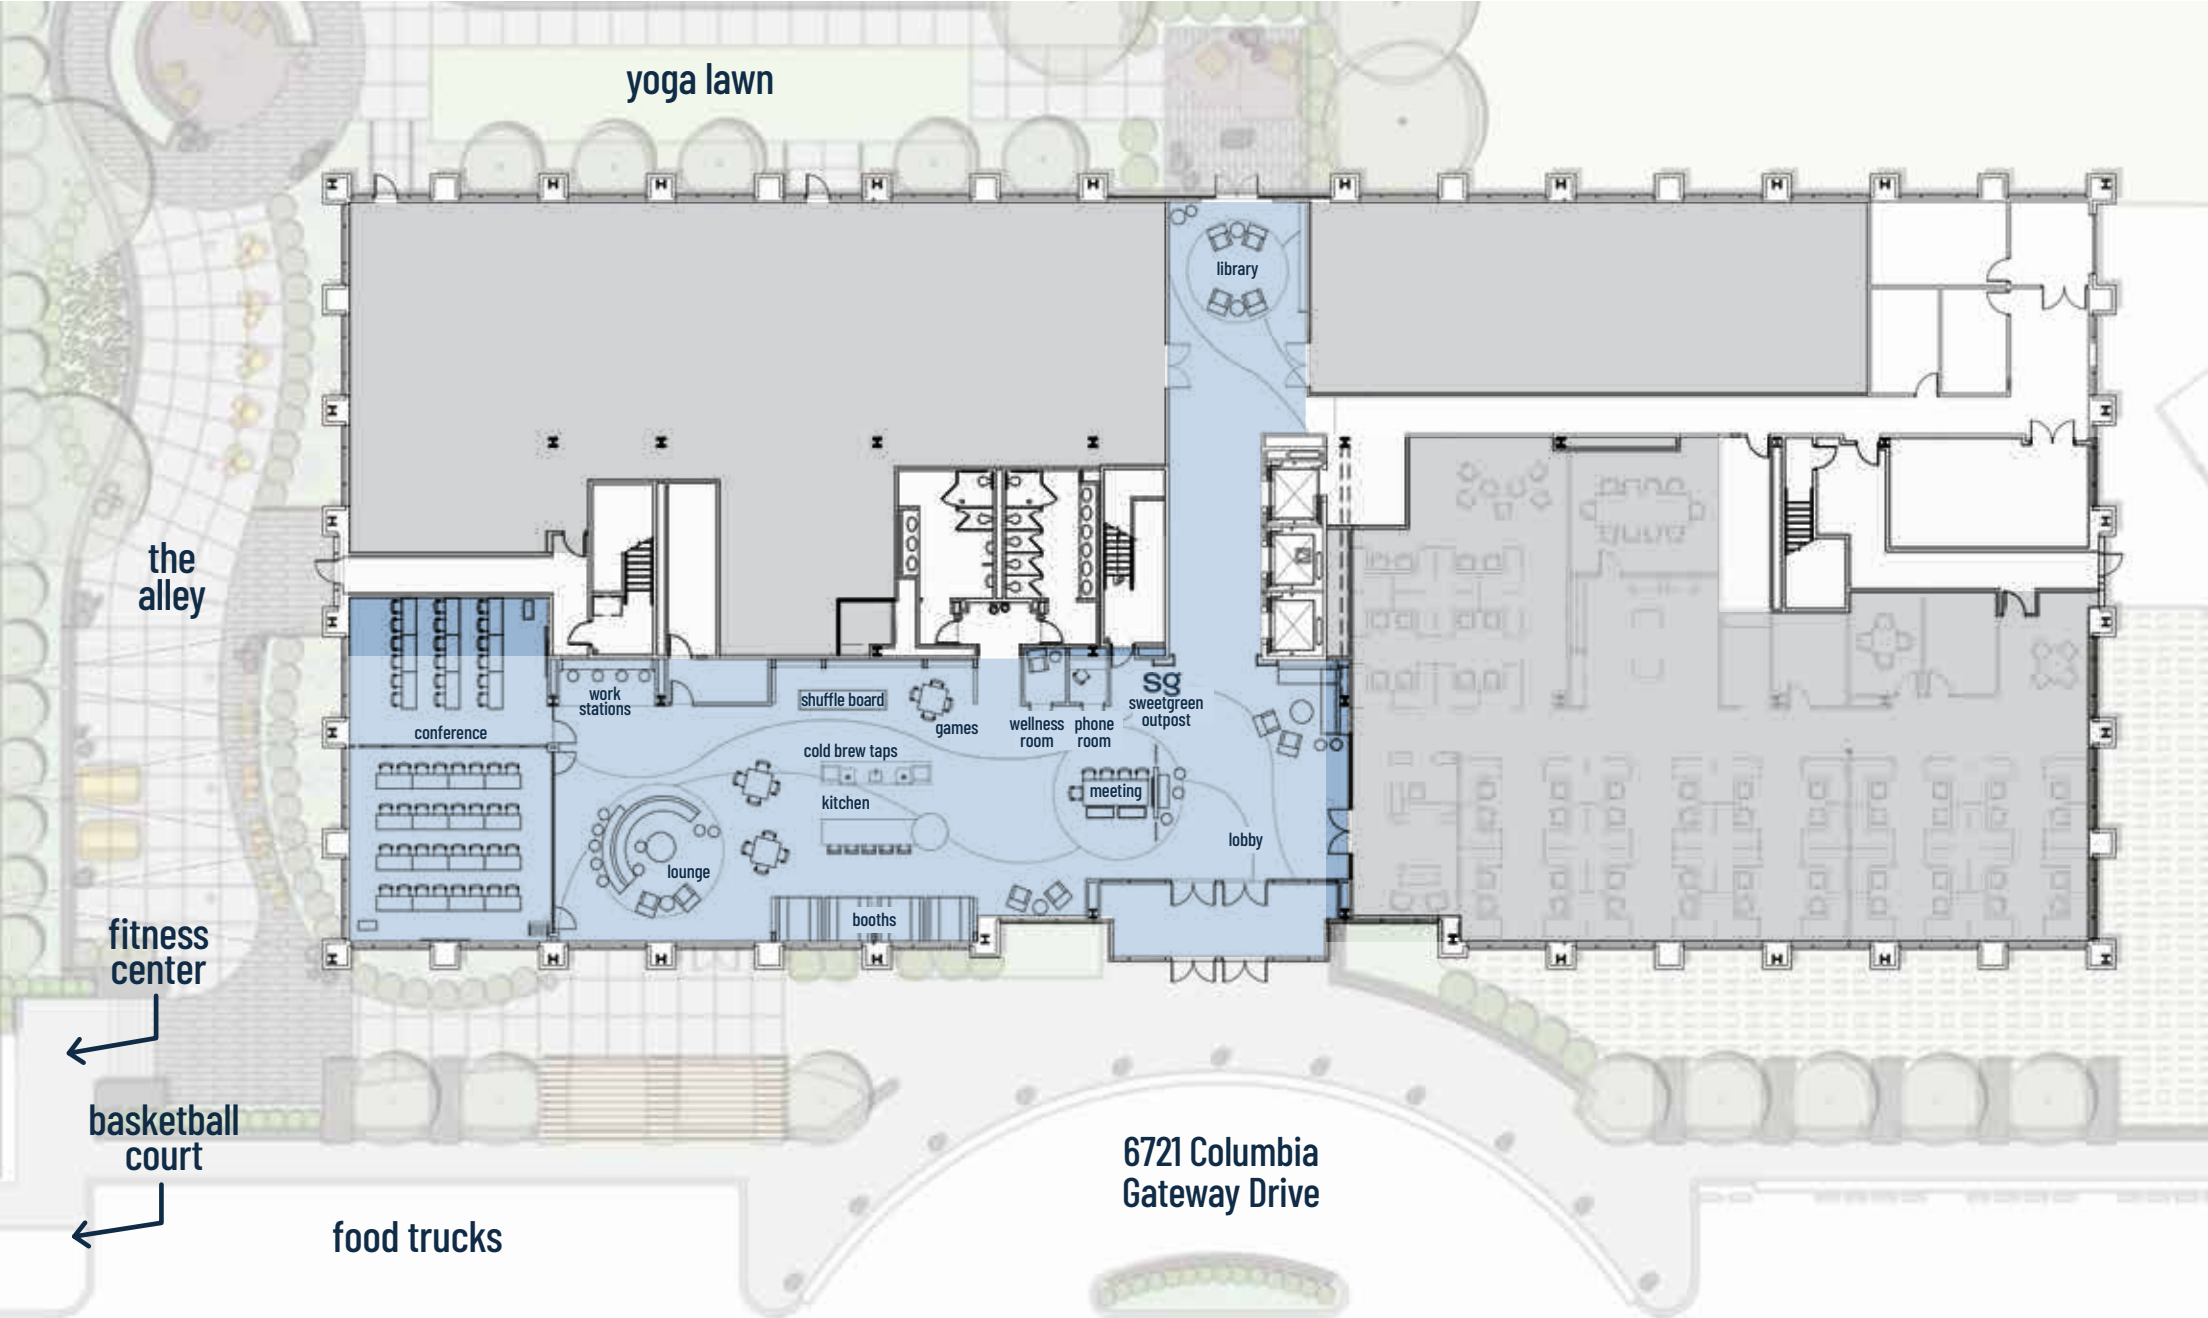 yoga lawn
library
the
alley
work
stations
shuffle board
games
wellness
room
phone
room
sg
sweetgreen
outpost
conference
cold brew taps
kitchen
meeting
lobby
lounge
booths
fitness
center
basketball
court
food trucks
6721 Columbia
Gateway Drive